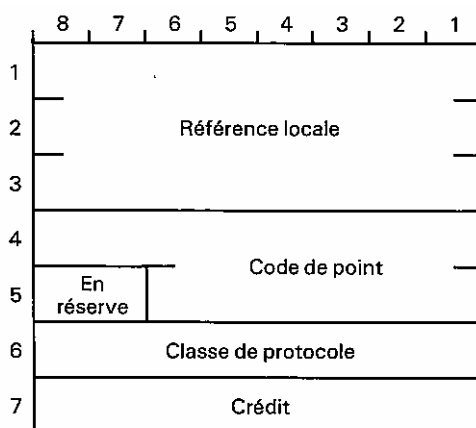 8 7 6 5 4 3 2 1
1
2 Référence locale
3
4
Code de point
5 En
réserve
6 Classe de protocole
7 Crédit